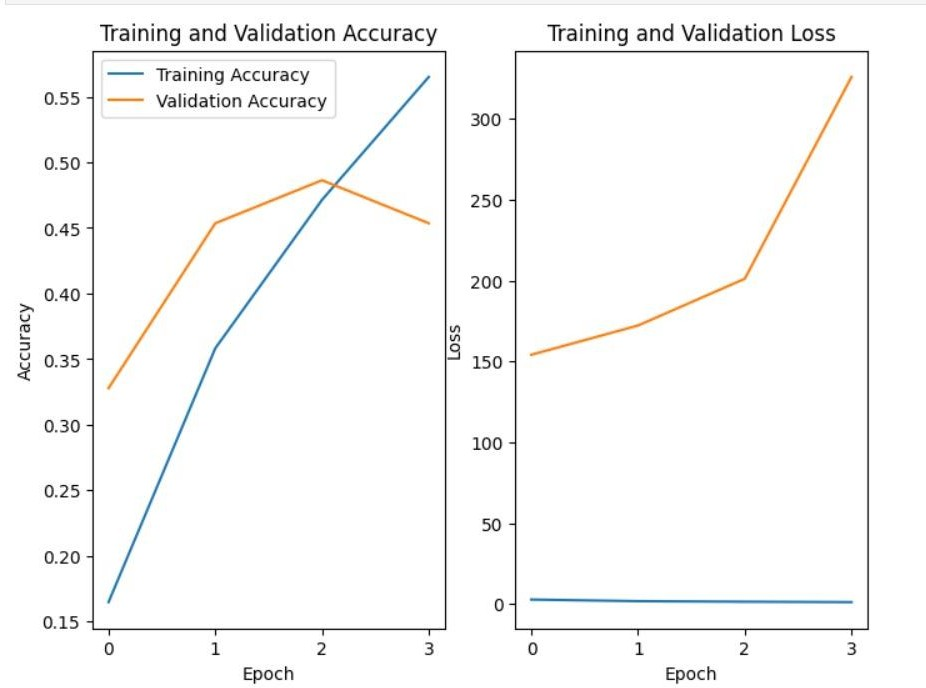 Training and Validation Accuracy
Training Accuracy
Validation Accuracy
0.55
0.50
0.45
0.40
0.35
0.30
0.25
0.20
0.15
Accuracy
0 1 2 3
Epoch
Training and Validation Loss
300
250
200
150
100
50
0
Loss
0 1 2 3
Epoch